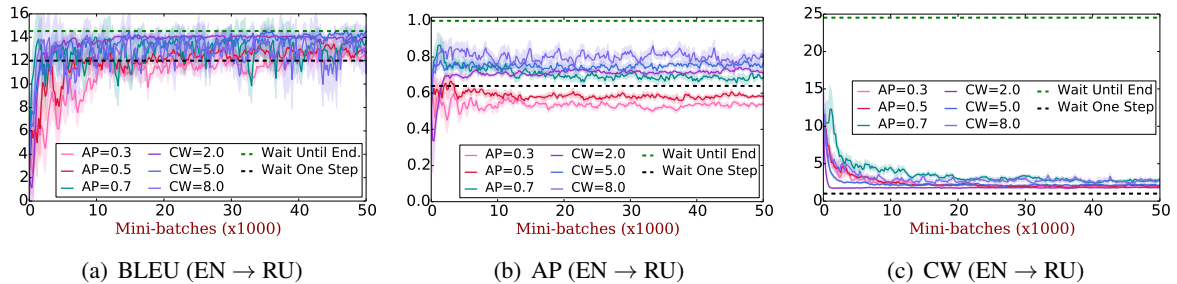 16
14
12
10
8
6
4
2
0
0 10 20 30 40 50
AP=0.3 CW=2.0 Wait Until End.
AP=0.5 CW=5.0 Wait One Step
AP=0.7 CW=8.0
Mini-batches (x1000)
(a) BLEU (EN → RU)
1.0
0.8
0.6
0.4
0.2
0.0
0 10 20 30 40 50
AP=0.3 CW=2.0 Wait Until End
AP=0.5 CW=5.0 Wait One Step
AP=0.7 CW=8.0
Mini-batches (x1000)
(b) AP (EN → RU)
25
20
15
10
5
0
0 10 20 30 40 50
AP=0.3 CW=2.0 Wait Until End
AP=0.5 CW=5.0 Wait One Step
AP=0.7 CW=8.0
Mini-batches (x1000)
(c) CW (EN → RU)